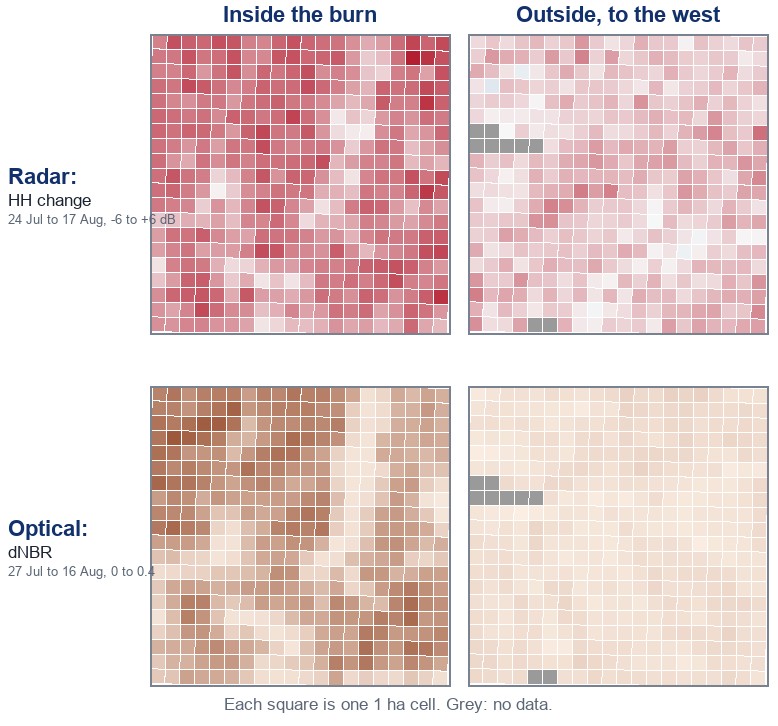 Inside the burn
Outside, to the west
Radar:
HH change
24 Jul to 17 Aug, -6 to +6 dB
Optical:
dNBR
27 Jul to 16 Aug, 0 to 0.4
Each square is one 1 ha cell. Grey: no data.